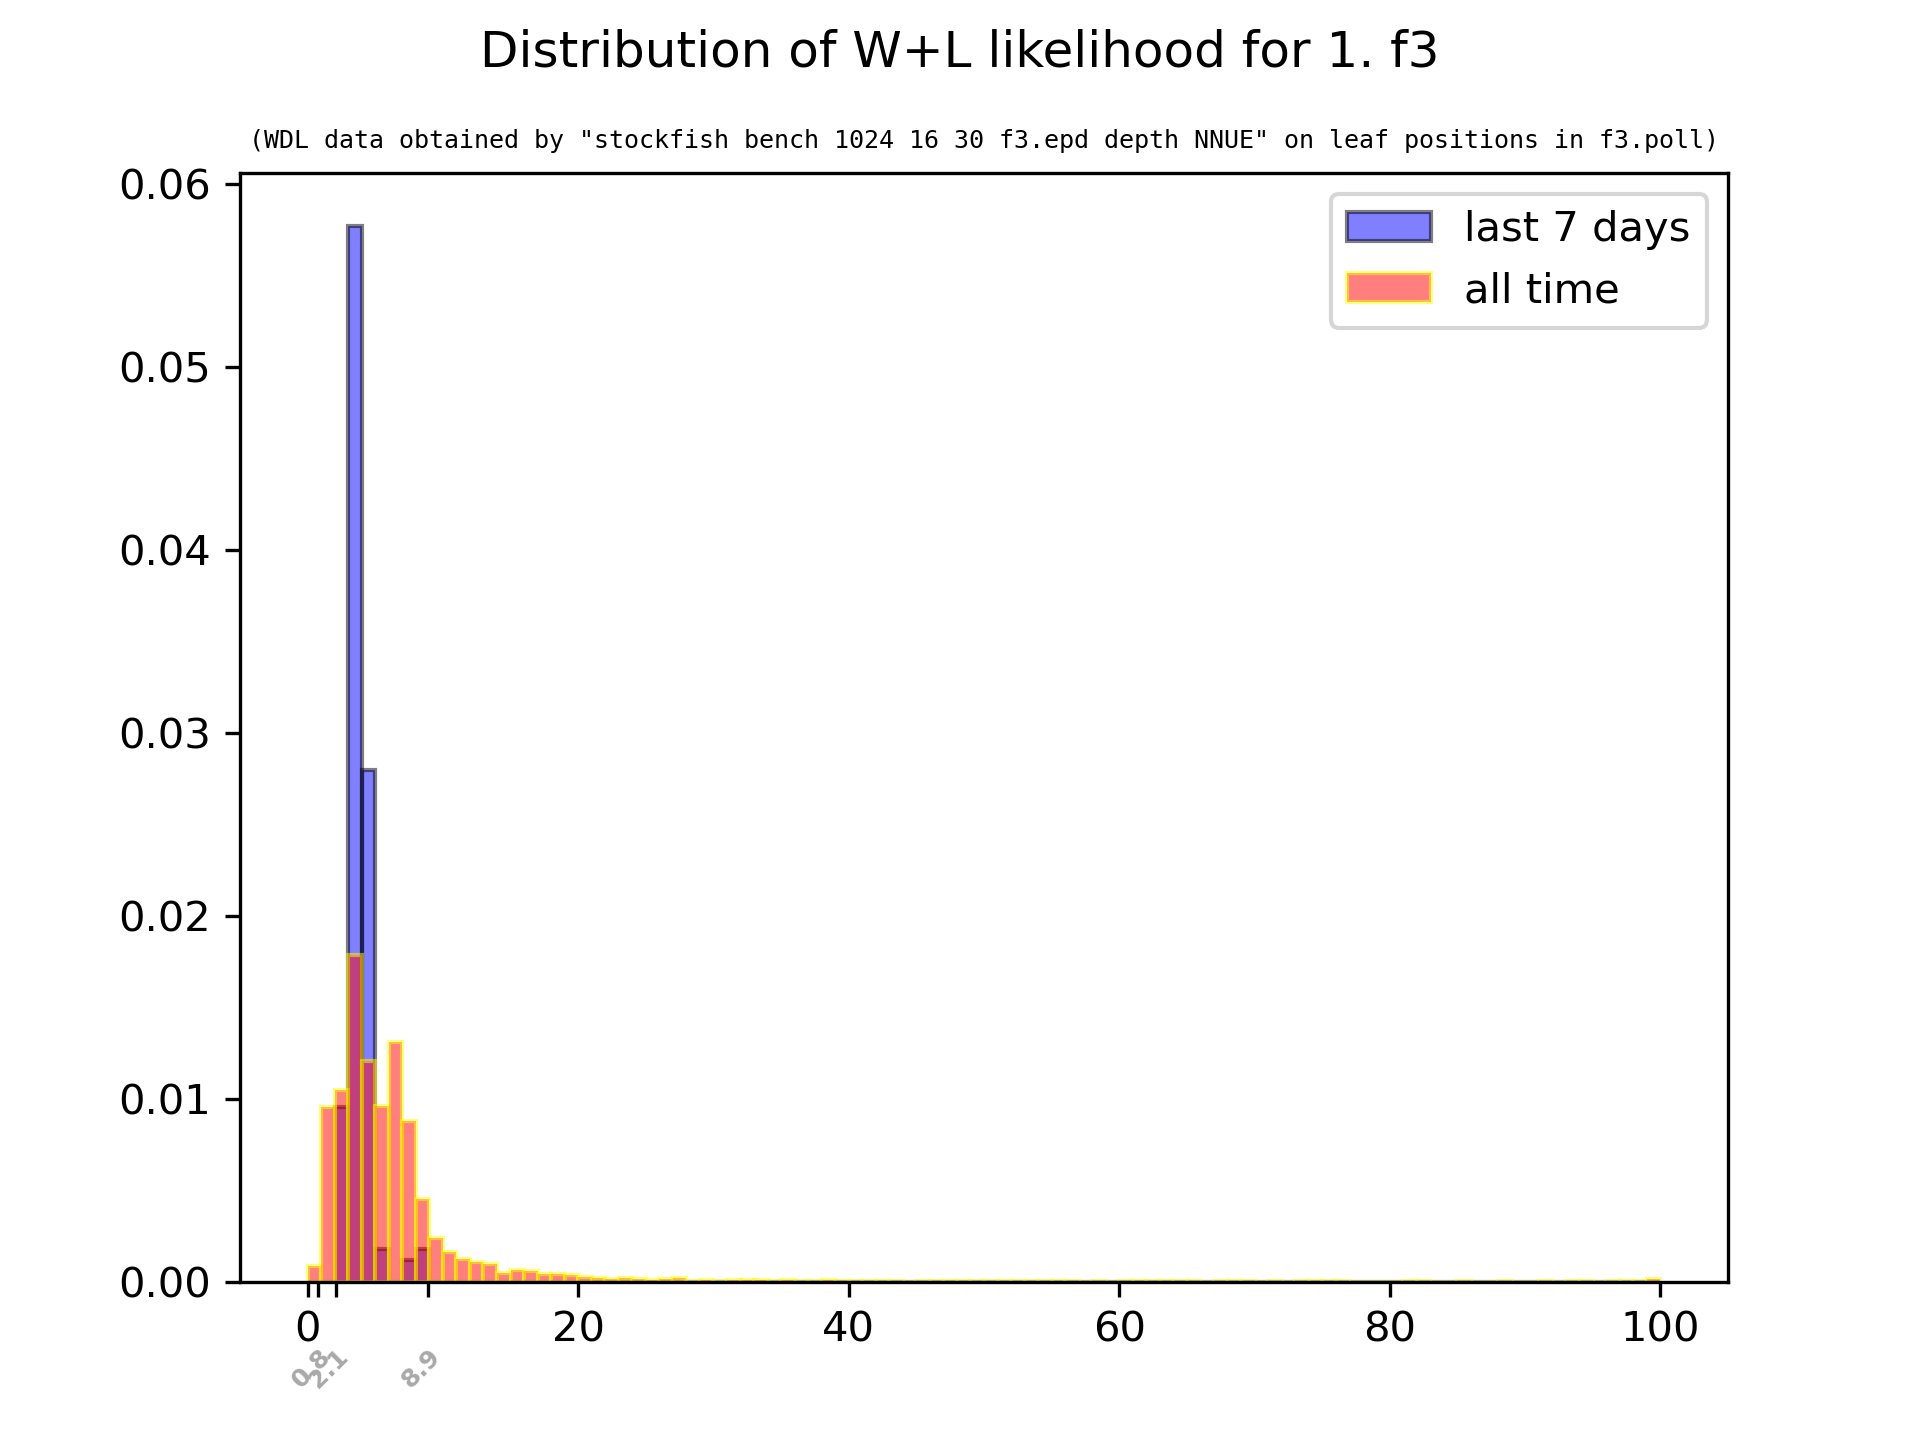 Distribution of W+L likelihood for 1. f3
(WDL data obtained by "stockfish bench 1024 16 30 f3.epd depth NNUE" on leaf positions in f3.poll)
last 7 days
all time
0.06
0.05
0.04
0.03
0.02
0.01
0.00
0 20 40 60 80 100
0.8 2.1 8.9